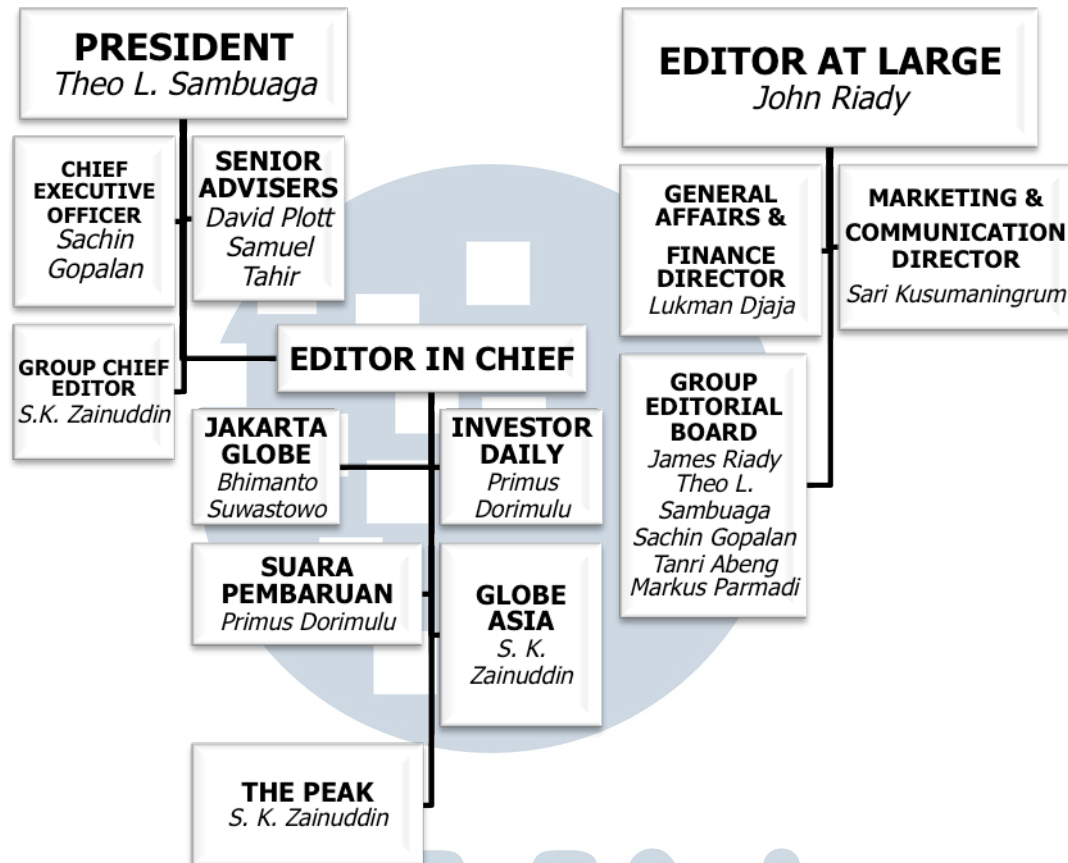 PRESIDENT
Theo L. Sambuaga
CHIEF
EXECUTIVE
OFFICER
Sachin
Gopalan
SENIOR
ADVISERS
David Plott
Samuel
Tahir
GROUP CHIEF
EDITOR
S.K. Zainuddin
EDITOR IN CHIEF
JAKARTA
GLOBE
Bhimanto
Suwastowo
INVESTOR
DAILY
Primus
Dorimulu
SUARA
PEMBARUAN
Primus Dorimulu
GLOBE
ASIA
S. K.
Zainuddin
THE PEAK
S. K. Zainuddin
EDITOR AT LARGE
John Riady
GENERAL
AFFAIRS &
FINANCE
DIRECTOR
Lukman Djaja
MARKETING &
COMMUNICATION
DIRECTOR
Sari Kusumaningrum
GROUP
EDITORIAL
BOARD
James Riady
Theo L.
Sambuaga
Sachin Gopalan
Tanri Abeng
Markus Parmadi